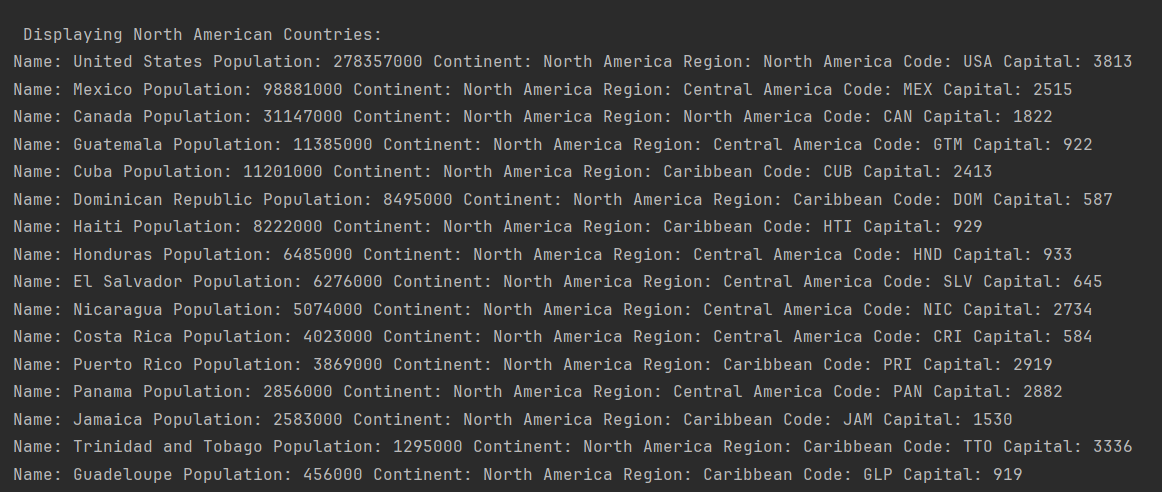 Displaying North American Countries:
Name: United States Population: 278357000 Continent: North America Region: North America Code: USA Capital: 3813
Name: Mexico Population: 98881000 Continent: North America Region: Central America Code: MEX Capital: 2515
Name: Canada Population: 31147000 Continent: North America Region: North America Code: CAN Capital: 1822
Name: Guatemala Population: 11385000 Continent: North America Region: Central America Code: GTM Capital: 922
Name: Cuba Population: 11201000 Continent: North America Region: Caribbean Code: CUB Capital: 2413
Name: Dominican Republic Population: 8495000 Continent: North America Region: Caribbean Code: DOM Capital: 587
Name: Haiti Population: 8222000 Continent: North America Region: Caribbean Code: HTI Capital: 929
Name: Honduras Population: 6485000 Continent: North America Region: Central America Code: HND Capital: 933
Name: El Salvador Population: 6276000 Continent: North America Region: Central America Code: SLV Capital: 645
Name: Nicaragua Population: 5074000 Continent: North America Region: Central America Code: NIC Capital: 2734
Name: Costa Rica Population: 4023000 Continent: North America Region: Central America Code: CRI Capital: 584
Name: Puerto Rico Population: 3869000 Continent: North America Region: Caribbean Code: PRI Capital: 2919
Name: Panama Population: 2856000 Continent: North America Region: Central America Code: PAN Capital: 2882
Name: Jamaica Population: 2583000 Continent: North America Region: Caribbean Code: JAM Capital: 1530
Name: Trinidad and Tobago Population: 1295000 Continent: North America Region: Caribbean Code: TTO Capital: 3336
Name: Guadeloupe Population: 456000 Continent: North America Region: Caribbean Code: GLP Capital: 919